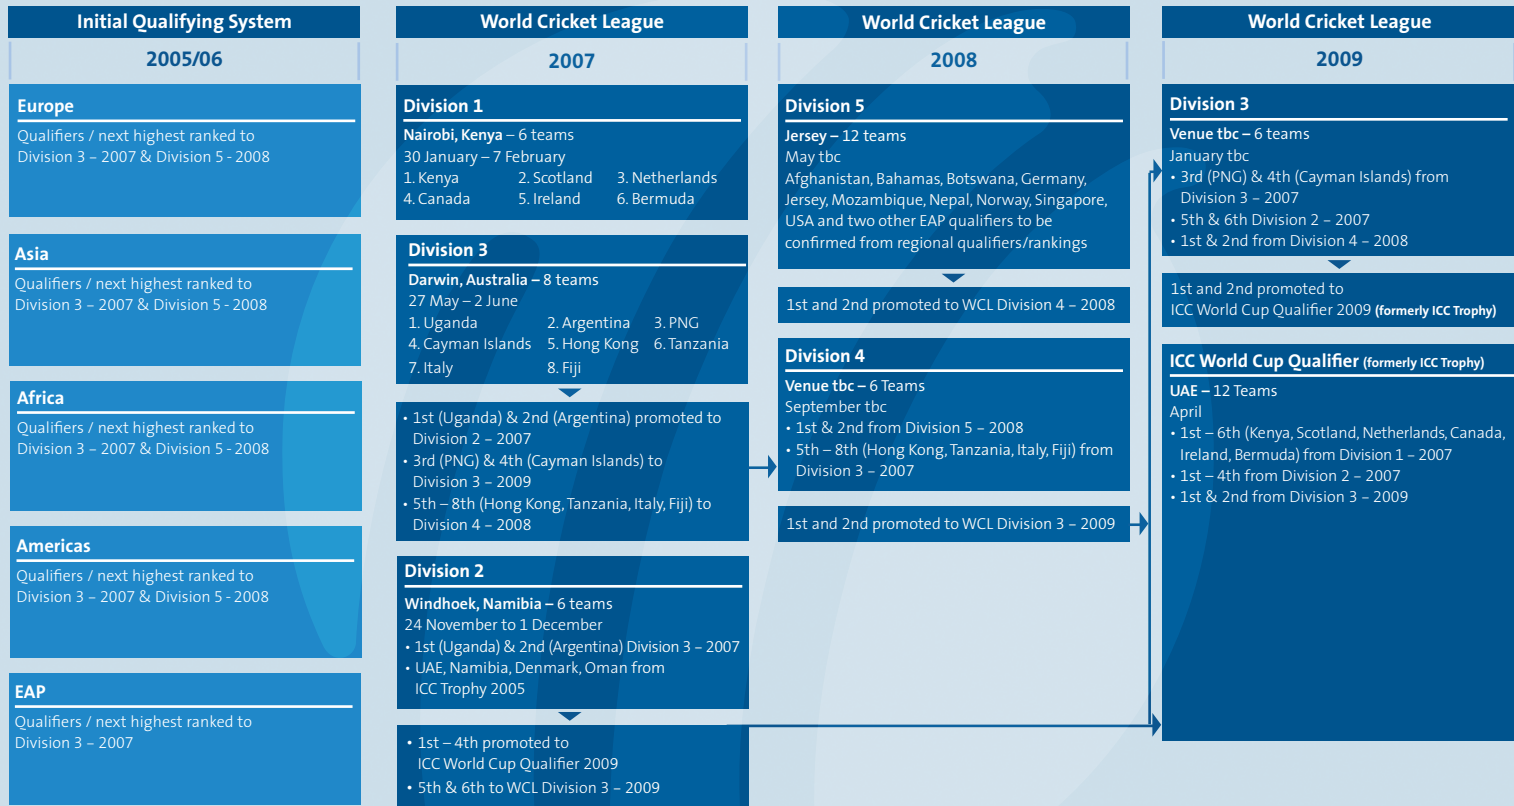 Initial Qualifying System
2005/06
Europe
Qualifiers / next highest ranked to
Division 3 – 2007 & Division 5 - 2008
Asia
Qualifiers / next highest ranked to
Division 3 – 2007 & Division 5 - 2008
Africa
Qualifiers / next highest ranked to
Division 3 – 2007 & Division 5 - 2008
Americas
Qualifiers / next highest ranked to
Division 3 – 2007 & Division 5 - 2008
EAP
Qualifiers / next highest ranked to
Division 3 – 2007
World Cricket League
2007
Division 1
Nairobi, Kenya – 6 teams
30 January – 7 February
1. Kenya 2. Scotland 3. Netherlands
4. Canada 5. Ireland 6. Bermuda
Division 3
Darwin, Australia – 8 teams
27 May – 2 June
1. Uganda 2. Argentina 3. PNG
4. Cayman Islands 5. Hong Kong 6. Tanzania
7. Italy 8. Fiji
• 1st (Uganda) & 2nd (Argentina) promoted to
Division 2 – 2007
• 3rd (PNG) & 4th (Cayman Islands) to
Division 3 – 2009
• 5th – 8th (Hong Kong, Tanzania, Italy, Fiji) to
Division 4 – 2008
Division 2
Windhoek, Namibia – 6 teams
24 November to 1 December
• 1st (Uganda) & 2nd (Argentina) Division 3 – 2007
• UAE, Namibia, Denmark, Oman from
ICC Trophy 2005
• 1st – 4th promoted to
ICC World Cup Qualifier 2009
• 5th & 6th to WCL Division 3 – 2009
World Cricket League
2008
Division 5
Jersey – 12 teams
May tbc
Afghanistan, Bahamas, Botswana, Germany,
Jersey, Mozambique, Nepal, Norway, Singapore,
USA and two other EAP qualifiers to be
confirmed from regional qualifiers/rankings
1st and 2nd promoted to WCL Division 4 – 2008
Division 4
Venue tbc – 6 Teams
September tbc
• 1st & 2nd from Division 5 – 2008
• 5th – 8th (Hong Kong, Tanzania, Italy, Fiji) from
Division 3 – 2007
1st and 2nd promoted to WCL Division 3 – 2009
World Cricket League
2009
Division 3
Venue tbc – 6 teams
January tbc
• 3rd (PNG) & 4th (Cayman Islands) from
Division 3 – 2007
• 5th & 6th Division 2 – 2007
• 1st & 2nd from Division 4 – 2008
1st and 2nd promoted to
ICC World Cup Qualifier 2009 (formerly ICC Trophy)
ICC World Cup Qualifier (formerly ICC Trophy)
UAE – 12 Teams
April
• 1st – 6th (Kenya, Scotland, Netherlands, Canada,
Ireland, Bermuda) from Division 1 – 2007
• 1st – 4th from Division 2 – 2007
• 1st & 2nd from Division 3 – 2009